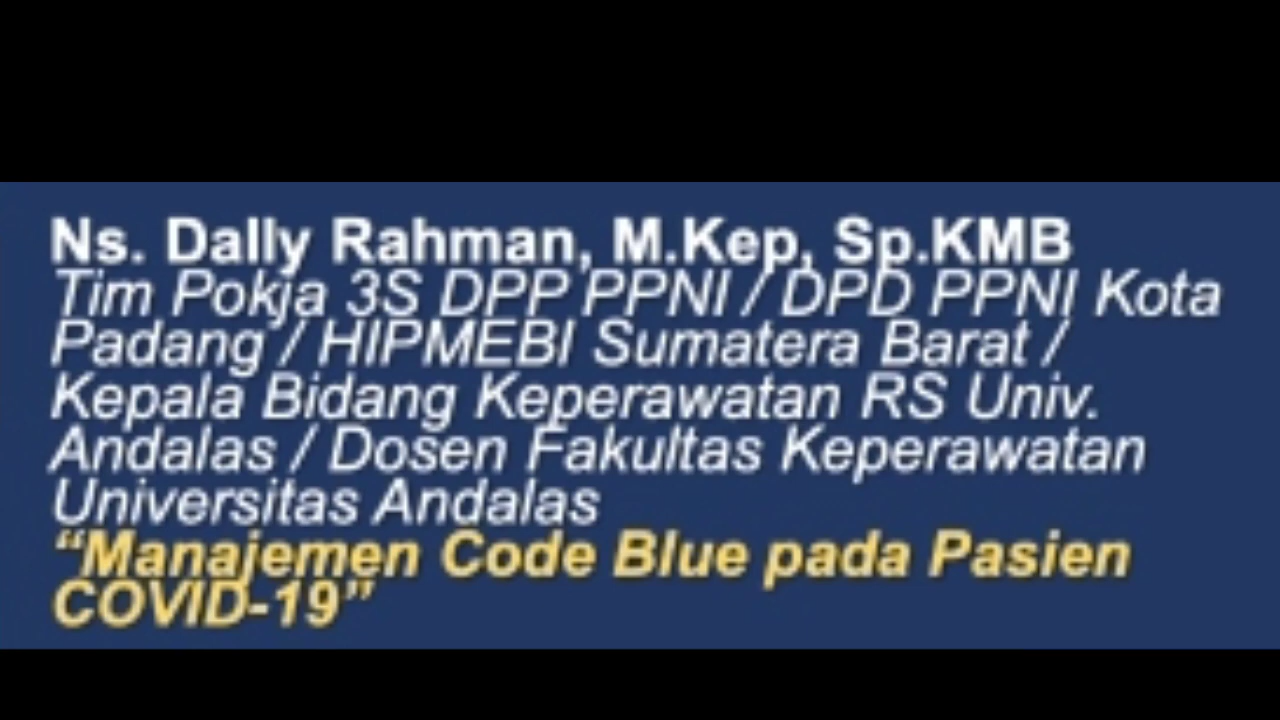 Ns. Dally Rahman, M.Kep, Sp.KMB
Tim Pokja 3S DPP PPNI / DPD PPNI Kota
Padang / HIPMEBI Sumatera Barat /
Kepala Bidang Keperawatan RS Univ.
Andalas / Dosen Fakultas Keperawatan
Universitas Andalas
“Manajemen Code Blue pada Pasien
COVID-19”